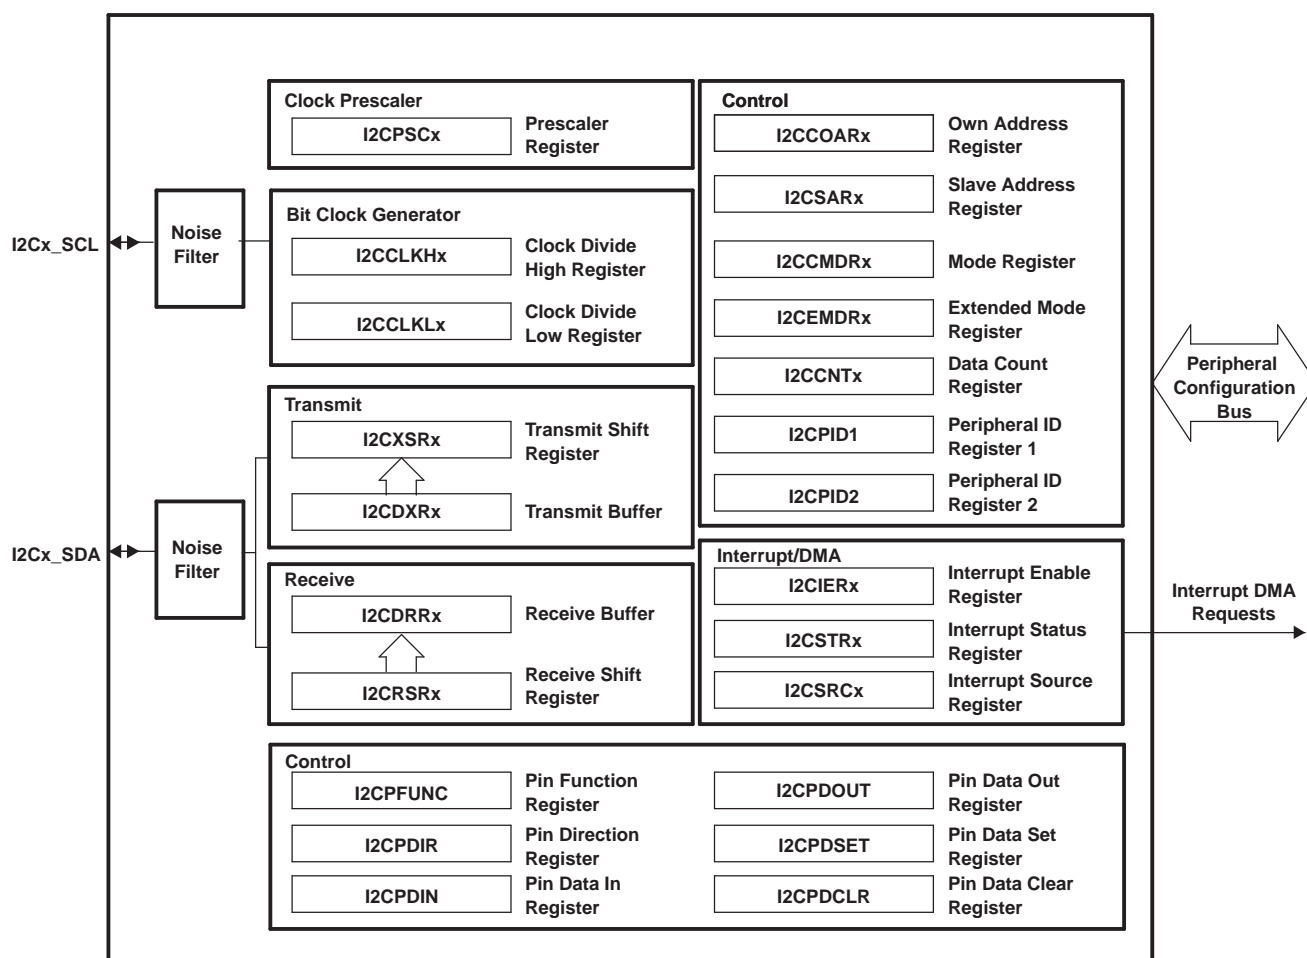 Clock Prescaler
I2CPSCx
Prescaler
Register
I2Cx_SCL
Noise
Filter
Bit Clock Generator
I2CCLKHx
Clock Divide
High Register
I2CCLKLx
Clock Divide
Low Register
Transmit
I2CXSRx
Transmit Shift
Register
I2CDXRx
Transmit Buffer
I2Cx_SDA
Noise
Filter
Receive
I2CDRRx
Receive Buffer
I2CRSRx
Receive Shift
Register
Control
I2CCOARx
Own Address
Register
I2CSARx
Slave Address
Register
I2CCMDRx
Mode Register
I2CEMDRx
Extended Mode
Register
I2CCNTx
Data Count
Register
I2CPID1
Peripheral ID
Register 1
I2CPID2
Peripheral ID
Register 2
Interrupt/DMA
I2CIERx
Interrupt Enable
Register
I2CSTRx
Interrupt Status
Register
I2CSRCx
Interrupt Source
Register
Peripheral
Configuration
Bus
Interrupt DMA
Requests
Control
I2CPFUNC
Pin Function
Register
I2CPDIR
Pin Direction
Register
I2CPDIN
Pin Data In
Register
I2CPDOUT
Pin Data Out
Register
I2CPDSET
Pin Data Set
Register
I2CPDCLR
Pin Data Clear
Register